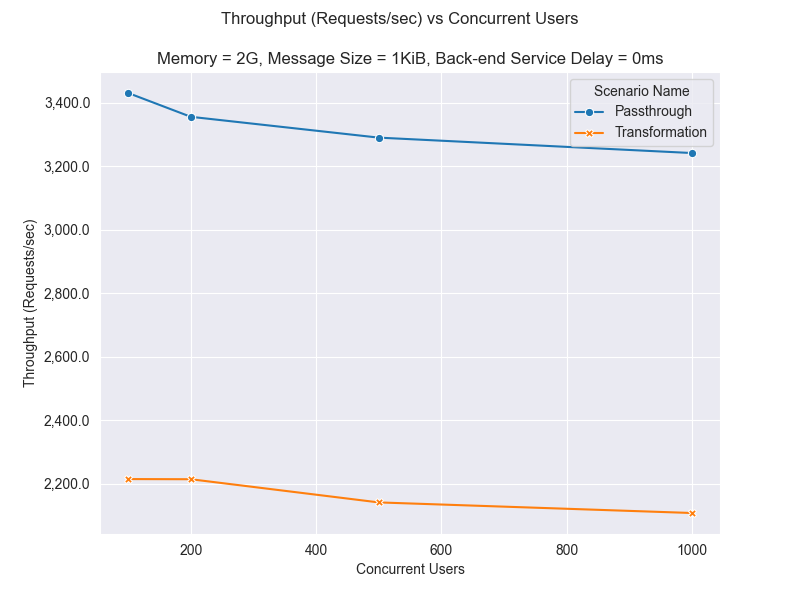 Throughput (Requests/sec) vs Concurrent Users
Memory = 2G, Message Size = 1KiB, Back-end Service Delay = 0ms
Scenario Name
Passthrough
Transformation
Throughput (Requests/sec)
3,400.0
3,200.0
3,000.0
2,800.0
2,600.0
2,400.0
2,200.0
200 400 600 800 1000
Concurrent Users